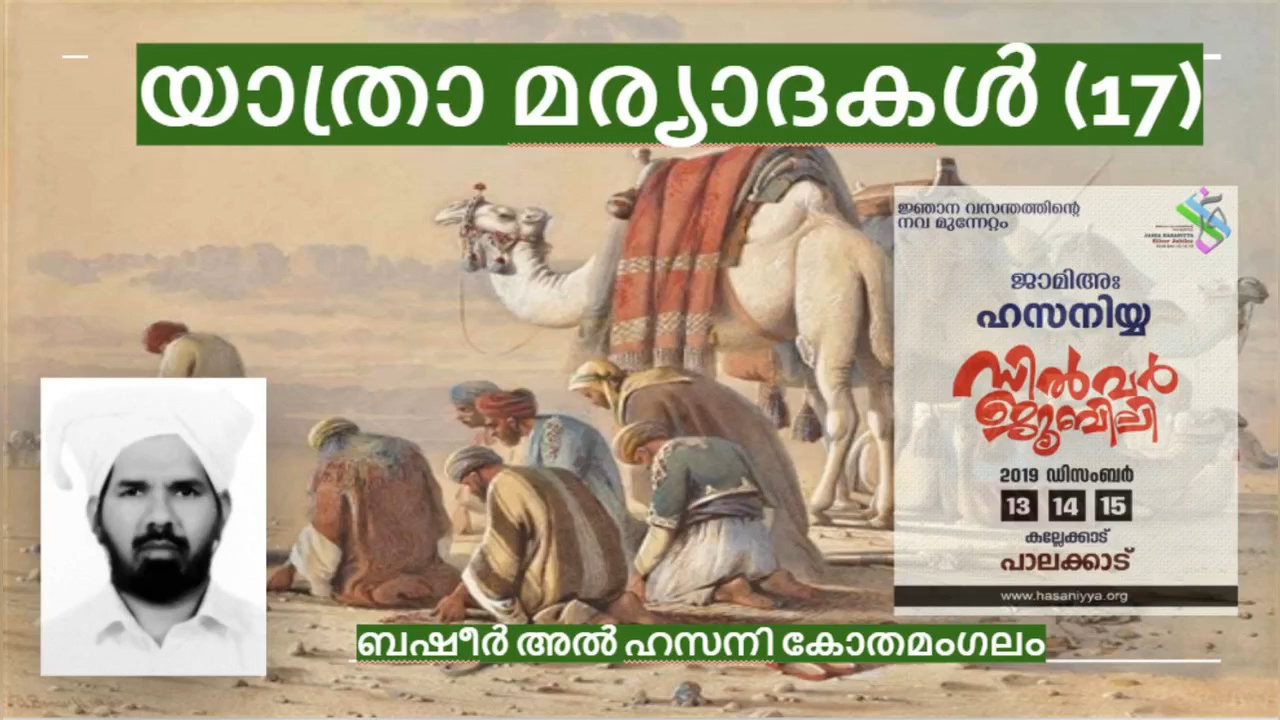 യാത്രാ മര്യാദകൾ (17)
ജ്ഞാന വസന്തത്തിന്റെ
നവ മുന്നേറ്റം
ജാമിഅഃ
ഹസനിയ്യ
സിൽവർ
ജൂബിലി
2019 ഡിസംബർ
13 14 15
കല്ലേക്കാട്
പാലക്കാട്
www.hasaniyya.org
ബഷീർ അൽ ഹസനി കോതമംഗലം